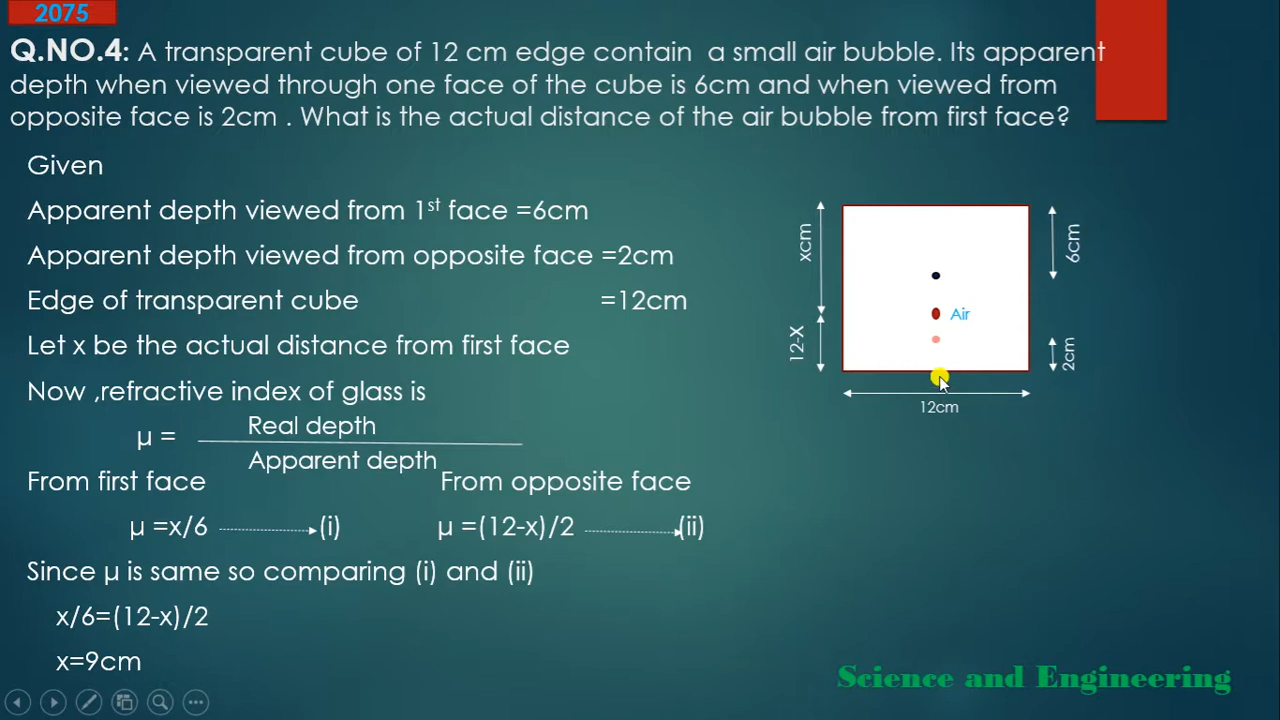 2075
Q.NO.4: A transparent cube of 12 cm edge contain a small air bubble. Its apparent
depth when viewed through one face of the cube is 6cm and when viewed from
opposite face is 2cm . What is the actual distance of the air bubble from first face?
Given
Apparent depth viewed from 1st face =6cm
Apparent depth viewed from opposite face =2cm
Edge of transparent cube =12cm
Let x be the actual distance from first face
Now ,refractive index of glass is
μ = Real depth
Apparent depth
From first face From opposite face
μ =x/6 (i) μ =(12-x)/2 (ii)
Since μ is same so comparing (i) and (ii)
x/6=(12-x)/2
x=9cm
xcm
12-X
Air
6cm
2cm
12cm
Science and Engineering